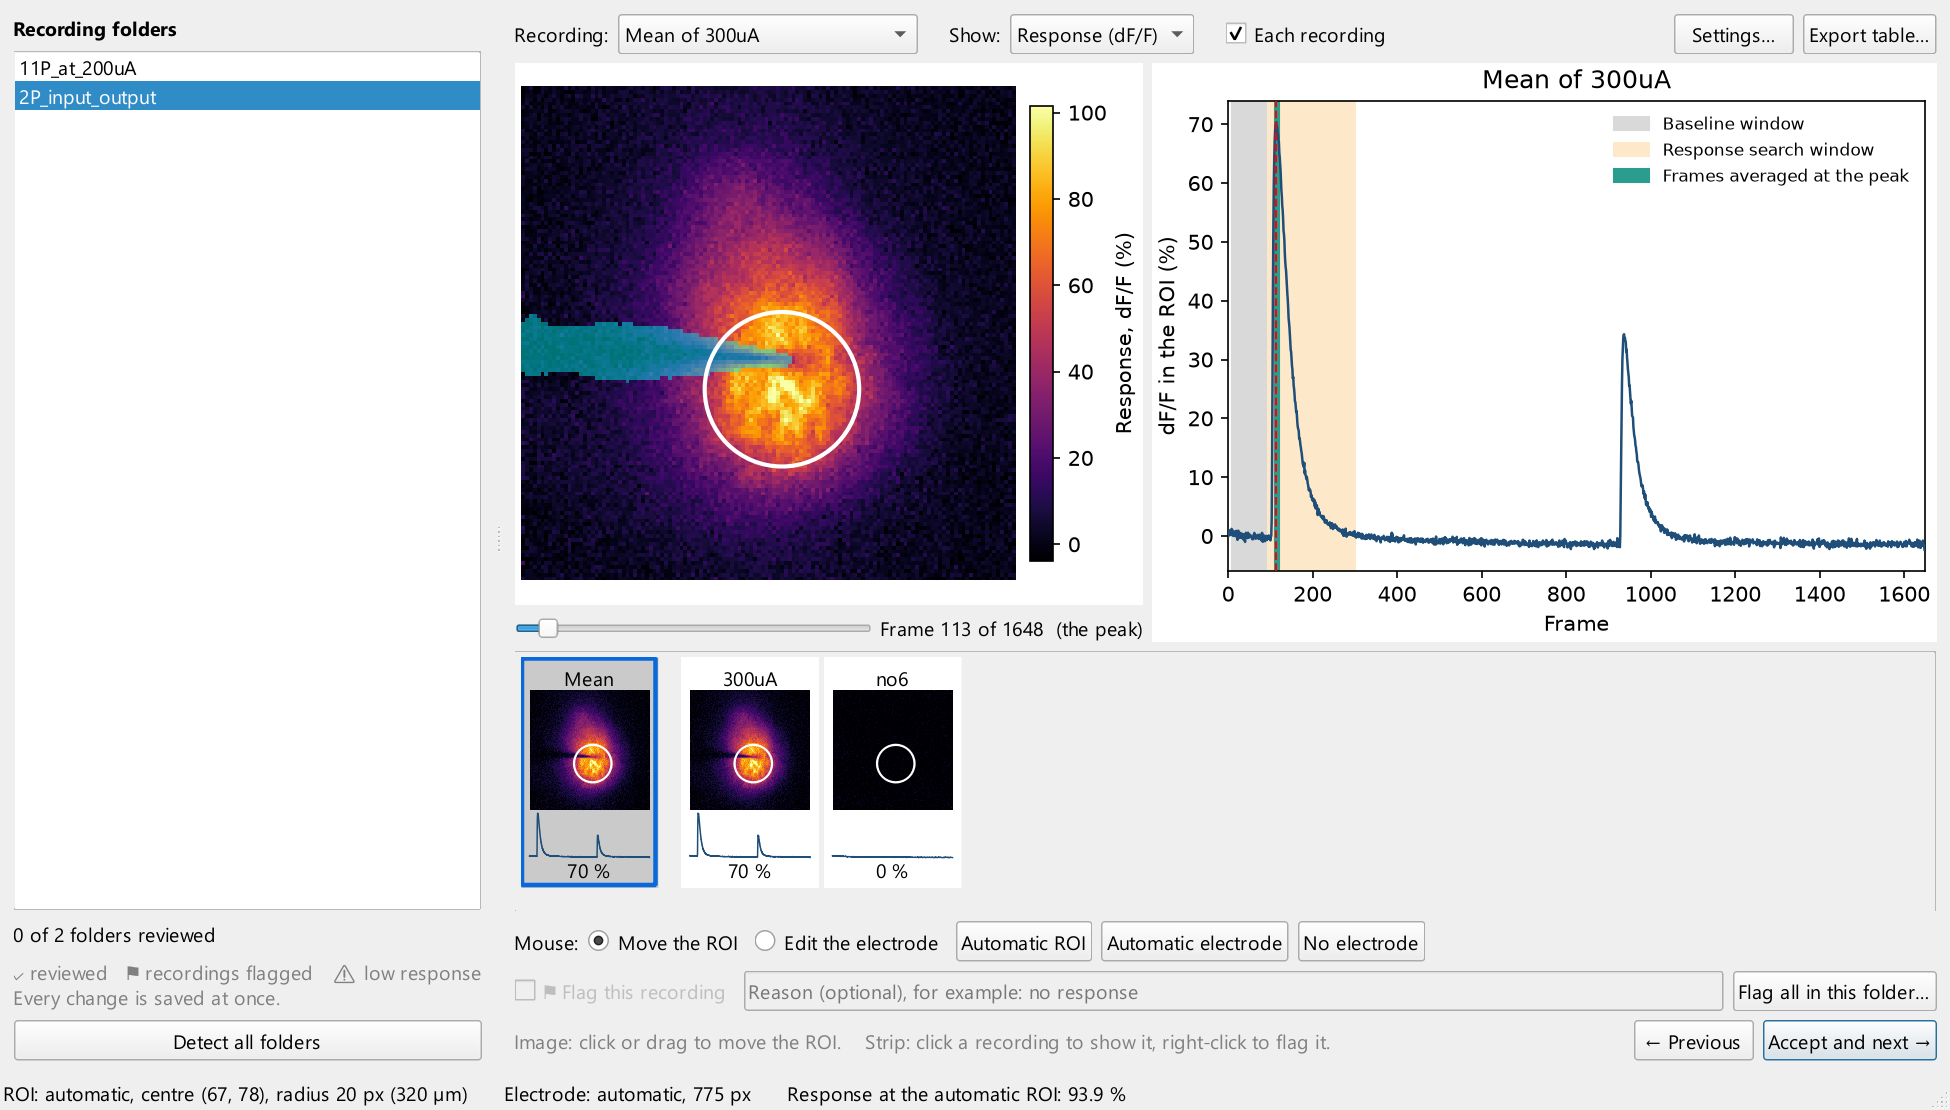 Recording folders
11P_at_200uA
2P_input_output
0 of 2 folders reviewed
✓ reviewed ⚑ recordings flagged ⚠ low response
Every change is saved at once.
Detect all folders
Recording: Mean of 300uA Show: Response (dF/F) ✓ Each recording
Settings... Export table...
100
80
60
40
20
0
Response, dF/F (%)
Mean of 300uA
Baseline window
Response search window
Frames averaged at the peak
70
60
50
40
30
20
10
0
dF/F in the ROI (%)
0 200 400 600 800 1000 1200 1400 1600
Frame
Frame 113 of 1648 (the peak)
Mean 300uA no6
70 % 70 % 0 %
Mouse: Move the ROI Edit the electrode Automatic ROI Automatic electrode No electrode
⚑ Flag this recording Reason (optional), for example: no response Flag all in this folder...
Image: click or drag to move the ROI. Strip: click a recording to show it, right-click to flag it.
← Previous Accept and next →
ROI: automatic, centre (67, 78), radius 20 px (320 µm) Electrode: automatic, 775 px Response at the automatic ROI: 93.9 %